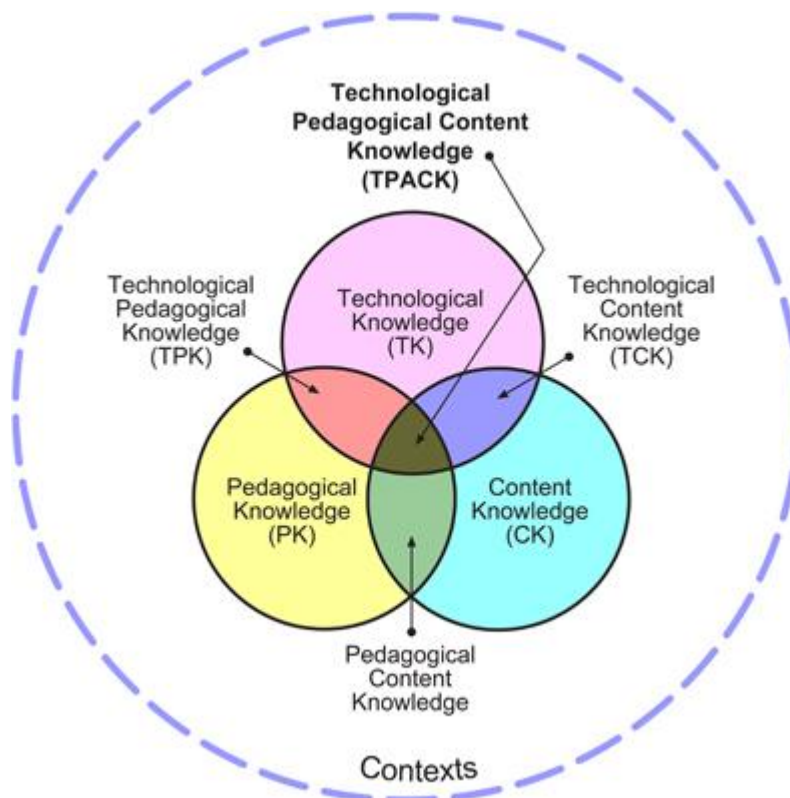 Technological
Pedagogical Content
Knowledge
(TPACK)
Technological
Pedagogical
Knowledge
(TPK)
Technological
Knowledge
(TK)
Technological
Content
Knowledge
(TCK)
Pedagogical
Knowledge
(PK)
Content
Knowledge
(CK)
Pedagogical
Content
Knowledge
Contexts